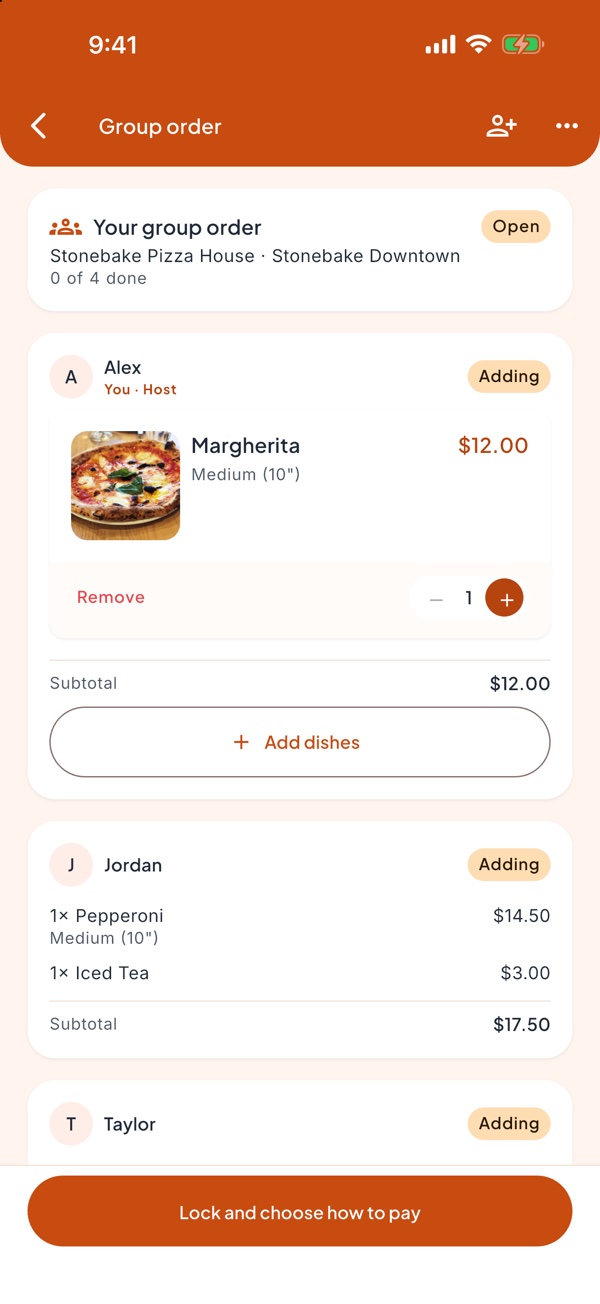 9:41
Group order
Your group order
Open
Stonebake Pizza House · Stonebake Downtown
0 of 4 done
A
Alex
You · Host
Adding
Margherita
$12.00
Medium (10")
Remove
− 1 +
Subtotal
$12.00
+ Add dishes
J
Jordan
Adding
1× Pepperoni
$14.50
Medium (10")
1× Iced Tea
$3.00
Subtotal
$17.50
T
Taylor
Adding
Lock and choose how to pay